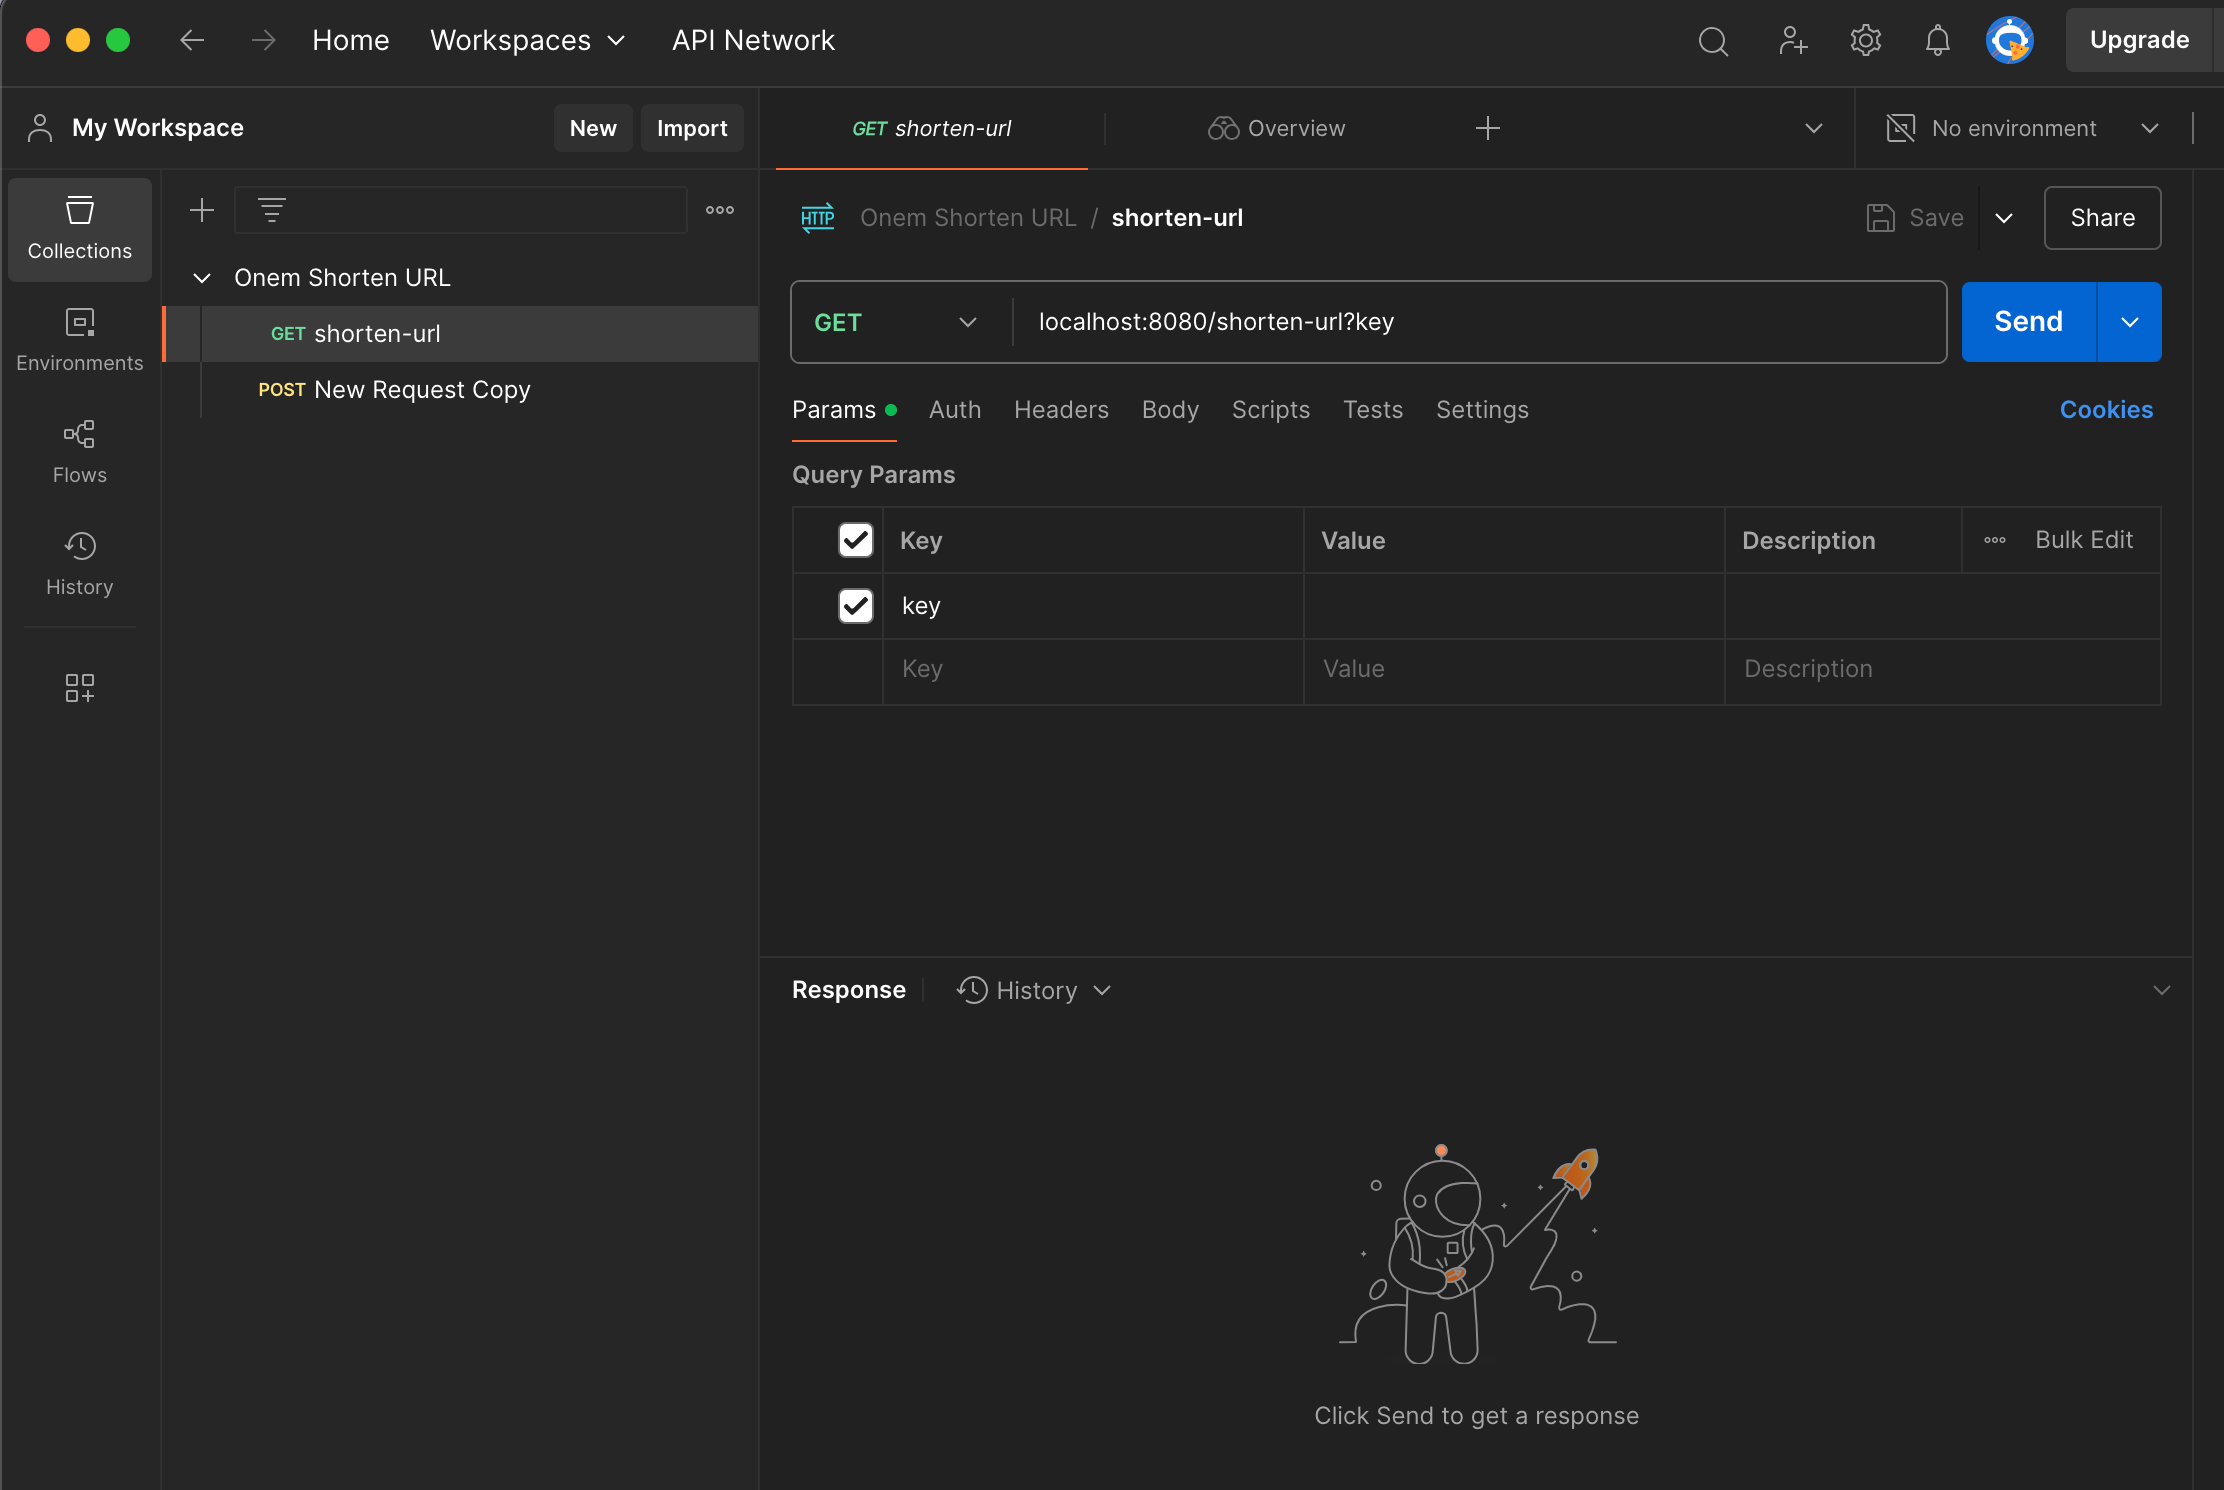 Home Workspaces API Network Upgrade
My Workspace New Import GET shorten-url Overview No environment
Collections
Environments
Flows
History
Onem Shorten URL
GET shorten-url
POST New Request Copy
HTTP Onem Shorten URL / shorten-url Save Share
GET localhost:8080/shorten-url?key Send
Params Auth Headers Body Scripts Tests Settings Cookies
Query Params
Key Value Description Bulk Edit
key
Key Value Description
Response History
Click Send to get a response